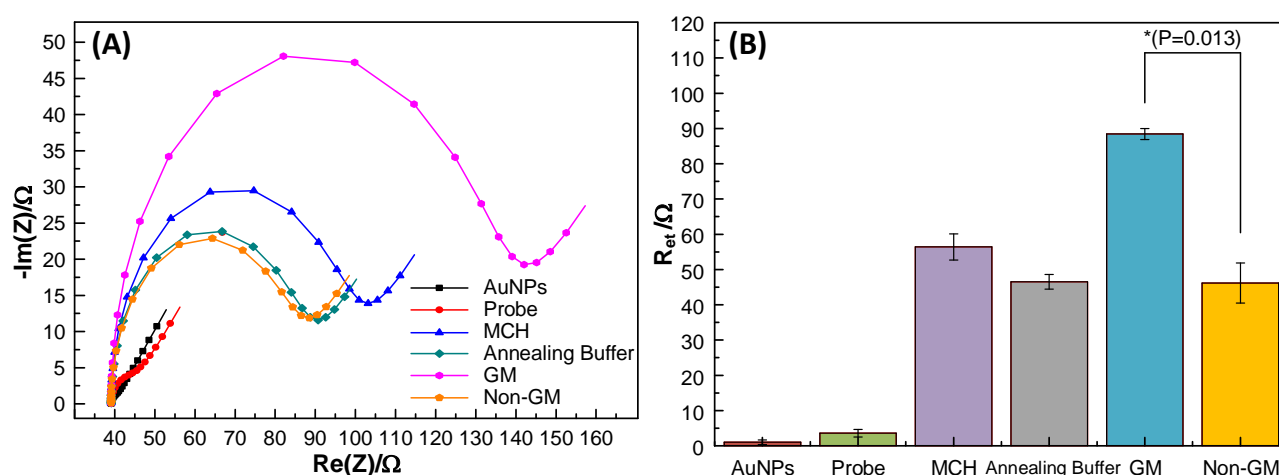 (A)
-Im(Z)/Ω
50
45
40
35
30
25
20
15
10
5
0
40 50 60 70 80 90 100 110 120 130 140 150 160
Re(Z)/Ω
AuNPs
Probe
MCH
Annealing Buffer
GM
Non-GM
(B)
*(P=0.013)
Ret /Ω
120
110
100
90
80
70
60
50
40
30
20
10
0
AuNPs Probe MCH Annealing Buffer GM Non-GM